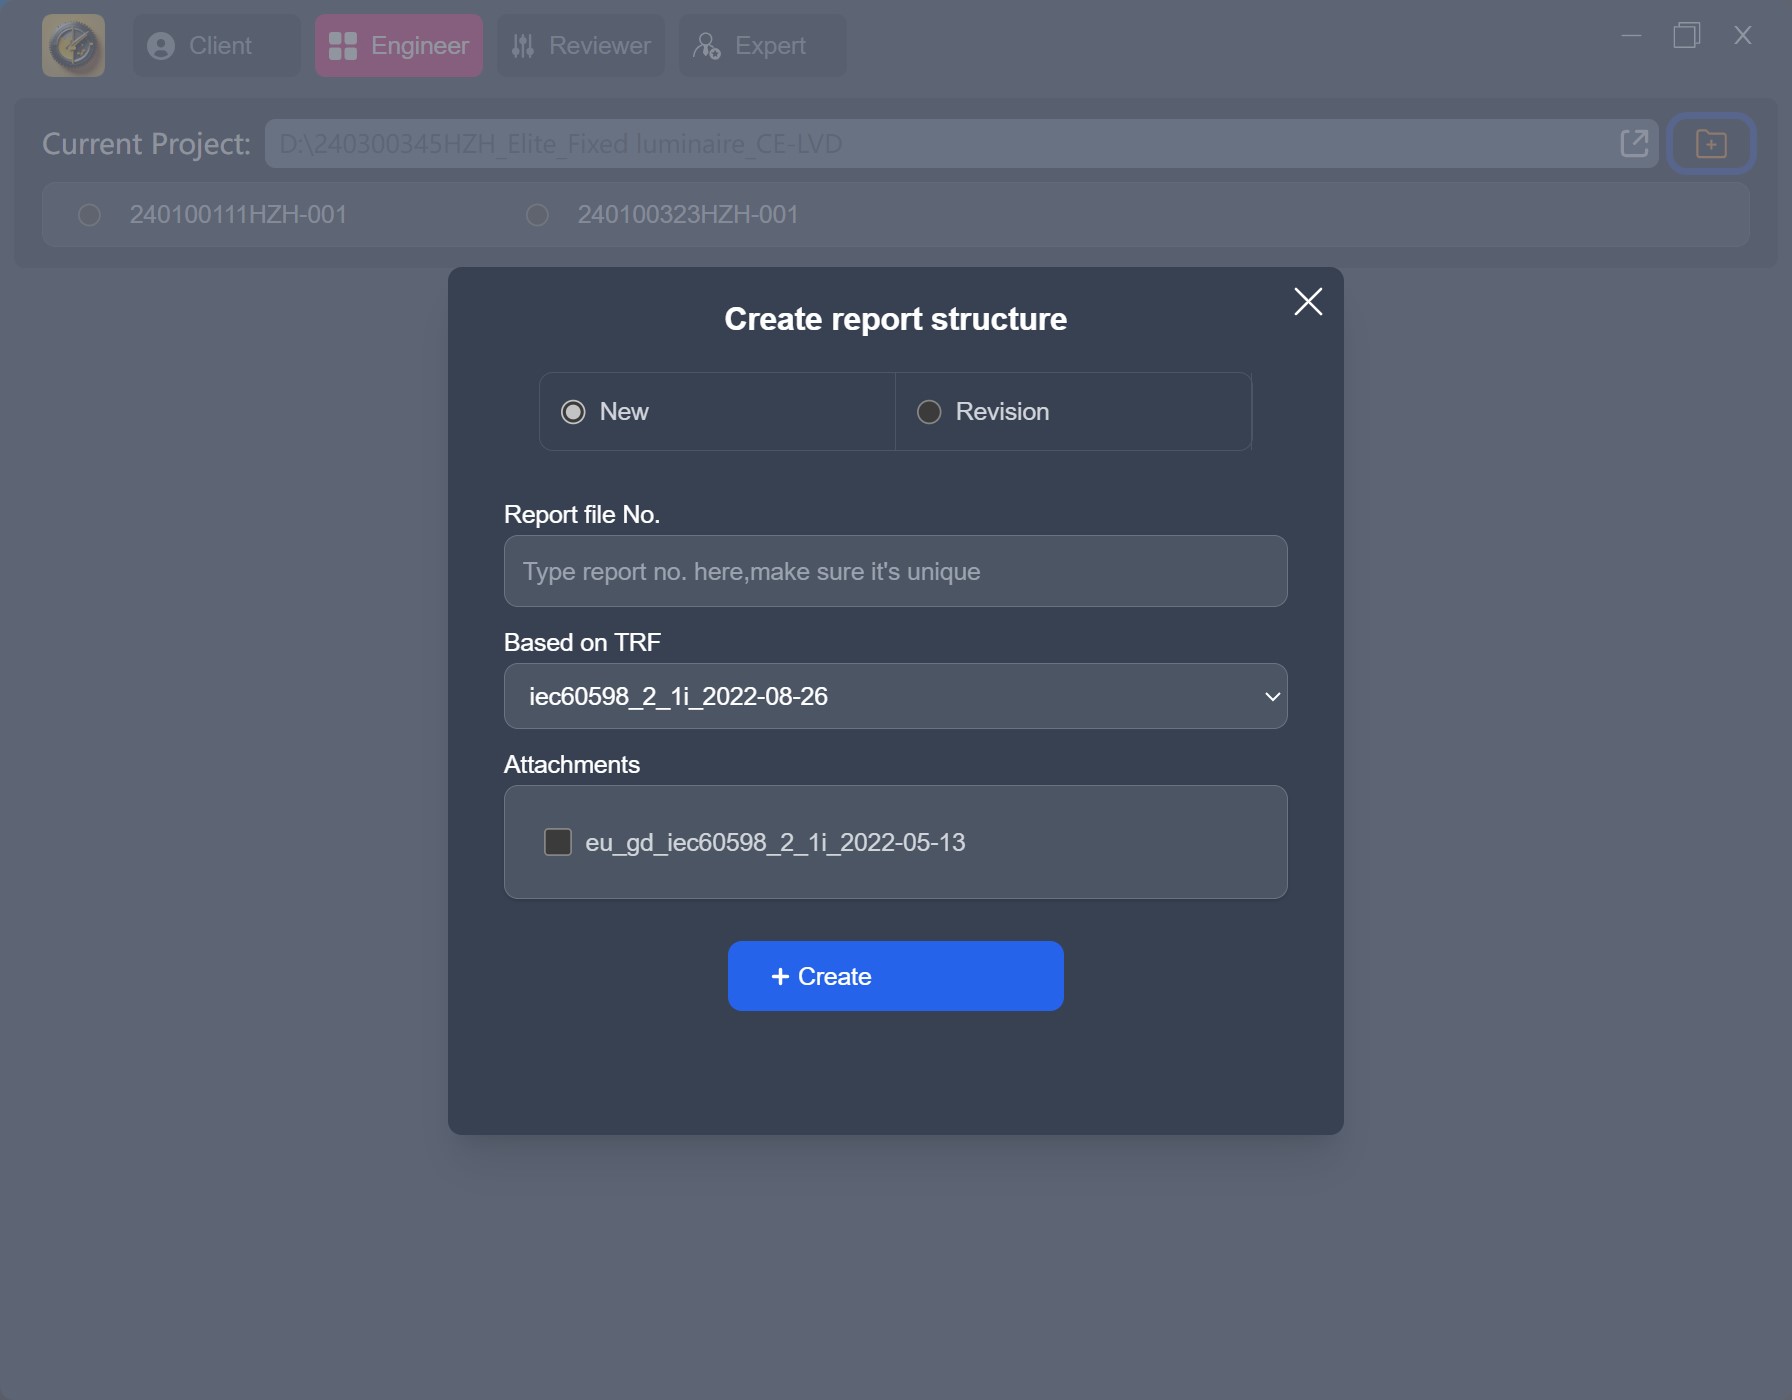 Client
Engineer
Reviewer
Expert
Current Project: D:\240300345HZH_Elite_Fixed luminaire_CE-LVD
240100111HZH-001
240100323HZH-001
Create report structure
New
Revision
Report file No.
Type report no. here,make sure it's unique
Based on TRF
iec60598_2_1i_2022-08-26
Attachments
eu_gd_iec60598_2_1i_2022-05-13
+ Create